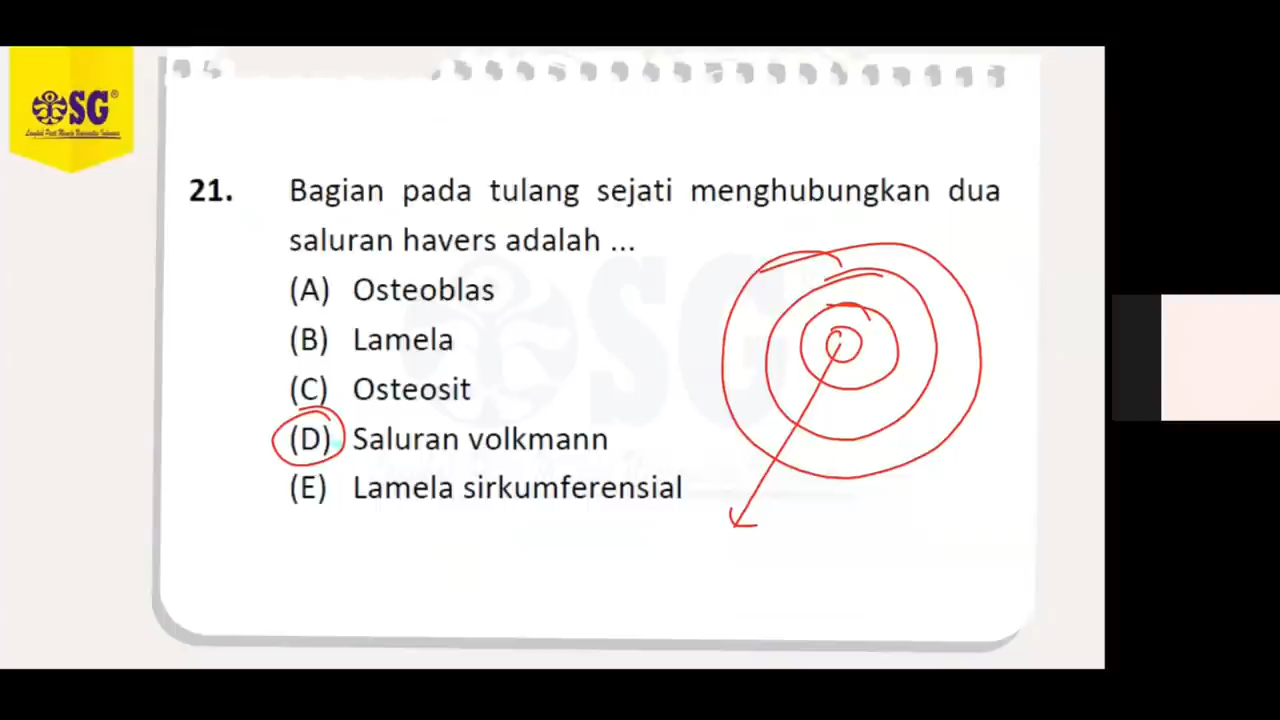 SG®
21. Bagian pada tulang sejati menghubungkan dua
saluran havers adalah ...
(A) Osteoblas
(B) Lamela
(C) Osteosit
(D) Saluran volkmann
(E) Lamela sirkumferensial